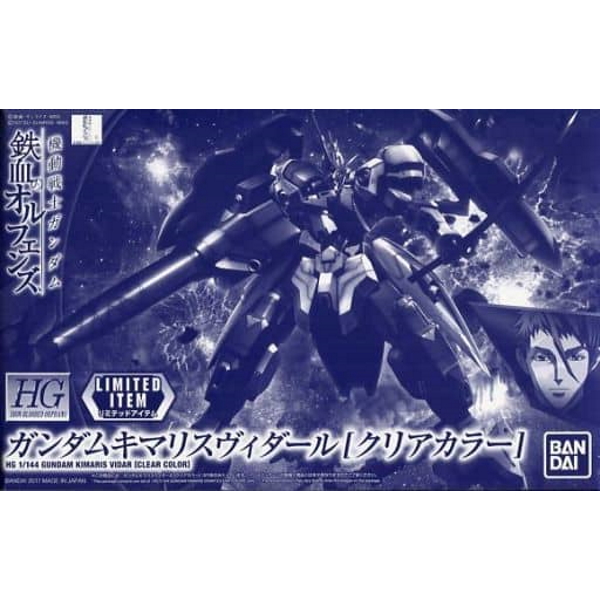 機動戦士ガンダム
鉄血のオルフェンズ
HG
IRON-BLOODED ORPHANS
LIMITED
ITEM
リミテッドアイテム
ガンダムキマリスヴィダール[クリアカラー]
HG 1/144 GUNDAM KIMARIS VIDAR [CLEAR COLOR]
BANDAI 2017 MADE IN JAPAN
BAN
DAI